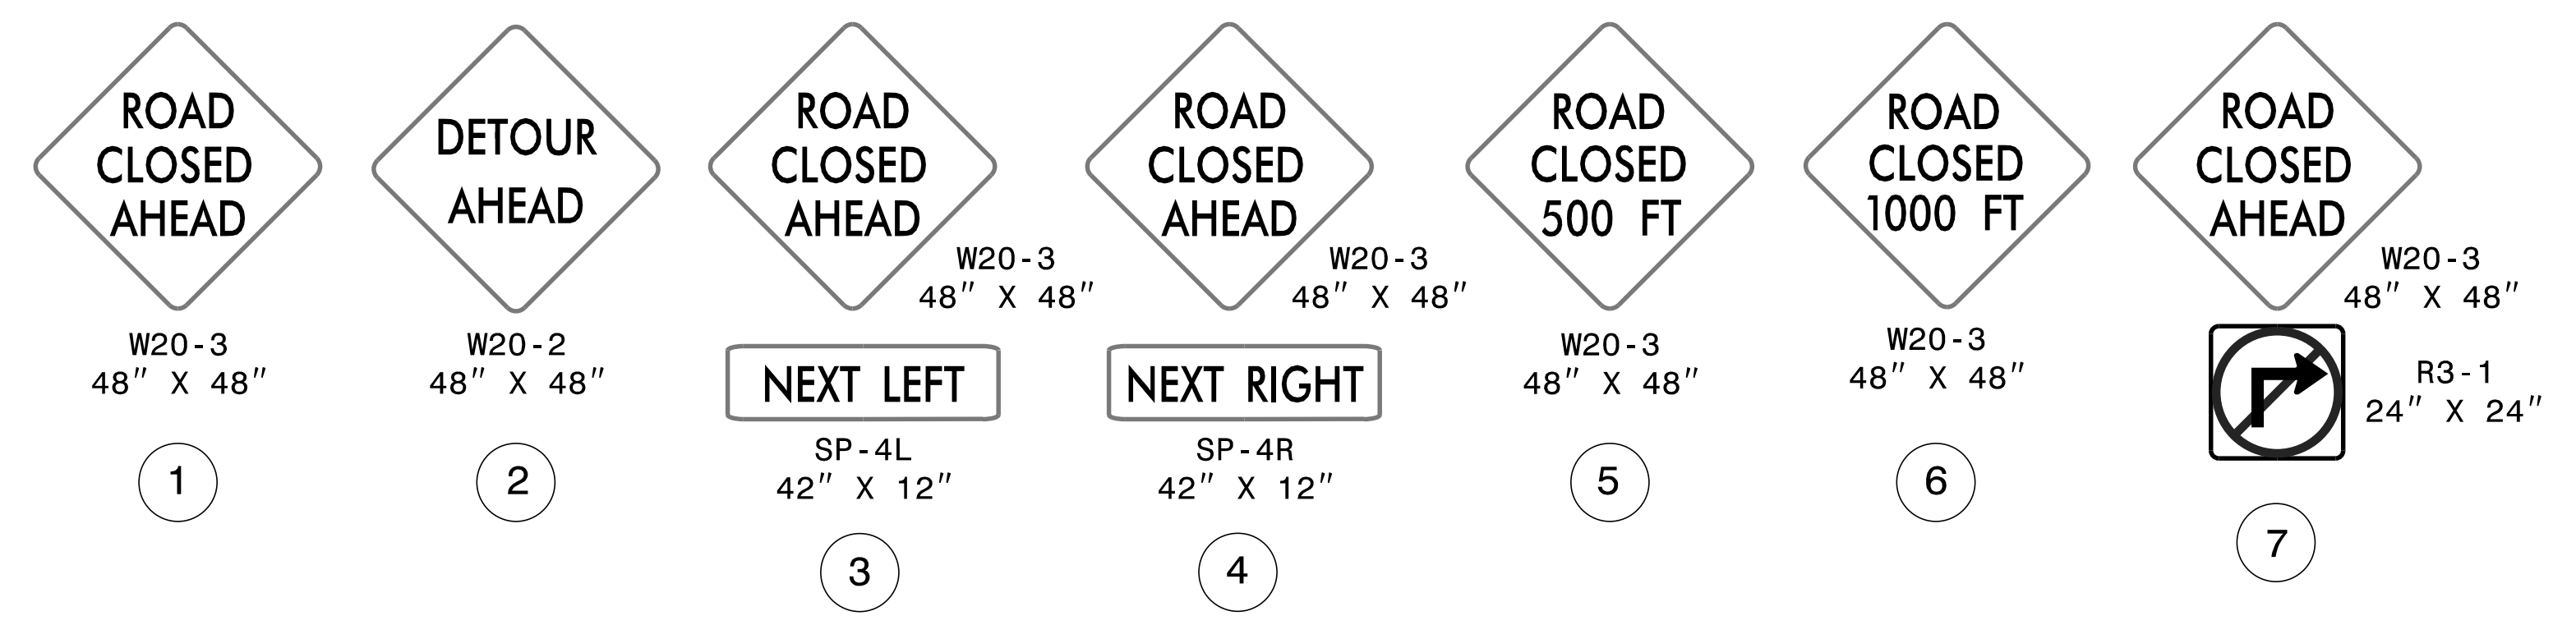 ROAD
CLOSED
AHEAD
W20-3
48" X 48"
1
DETOUR
AHEAD
W20-2
48" X 48"
2
ROAD
CLOSED
AHEAD
W20-3
48" X 48"
NEXT LEFT
SP-4L
42" X 12"
3
ROAD
CLOSED
AHEAD
W20-3
48" X 48"
NEXT RIGHT
SP-4R
42" X 12"
4
ROAD
CLOSED
500 FT
W20-3
48" X 48"
5
ROAD
CLOSED
1000 FT
W20-3
48" X 48"
6
ROAD
CLOSED
AHEAD
W20-3
48" X 48"
R3-1
24" X 24"
7